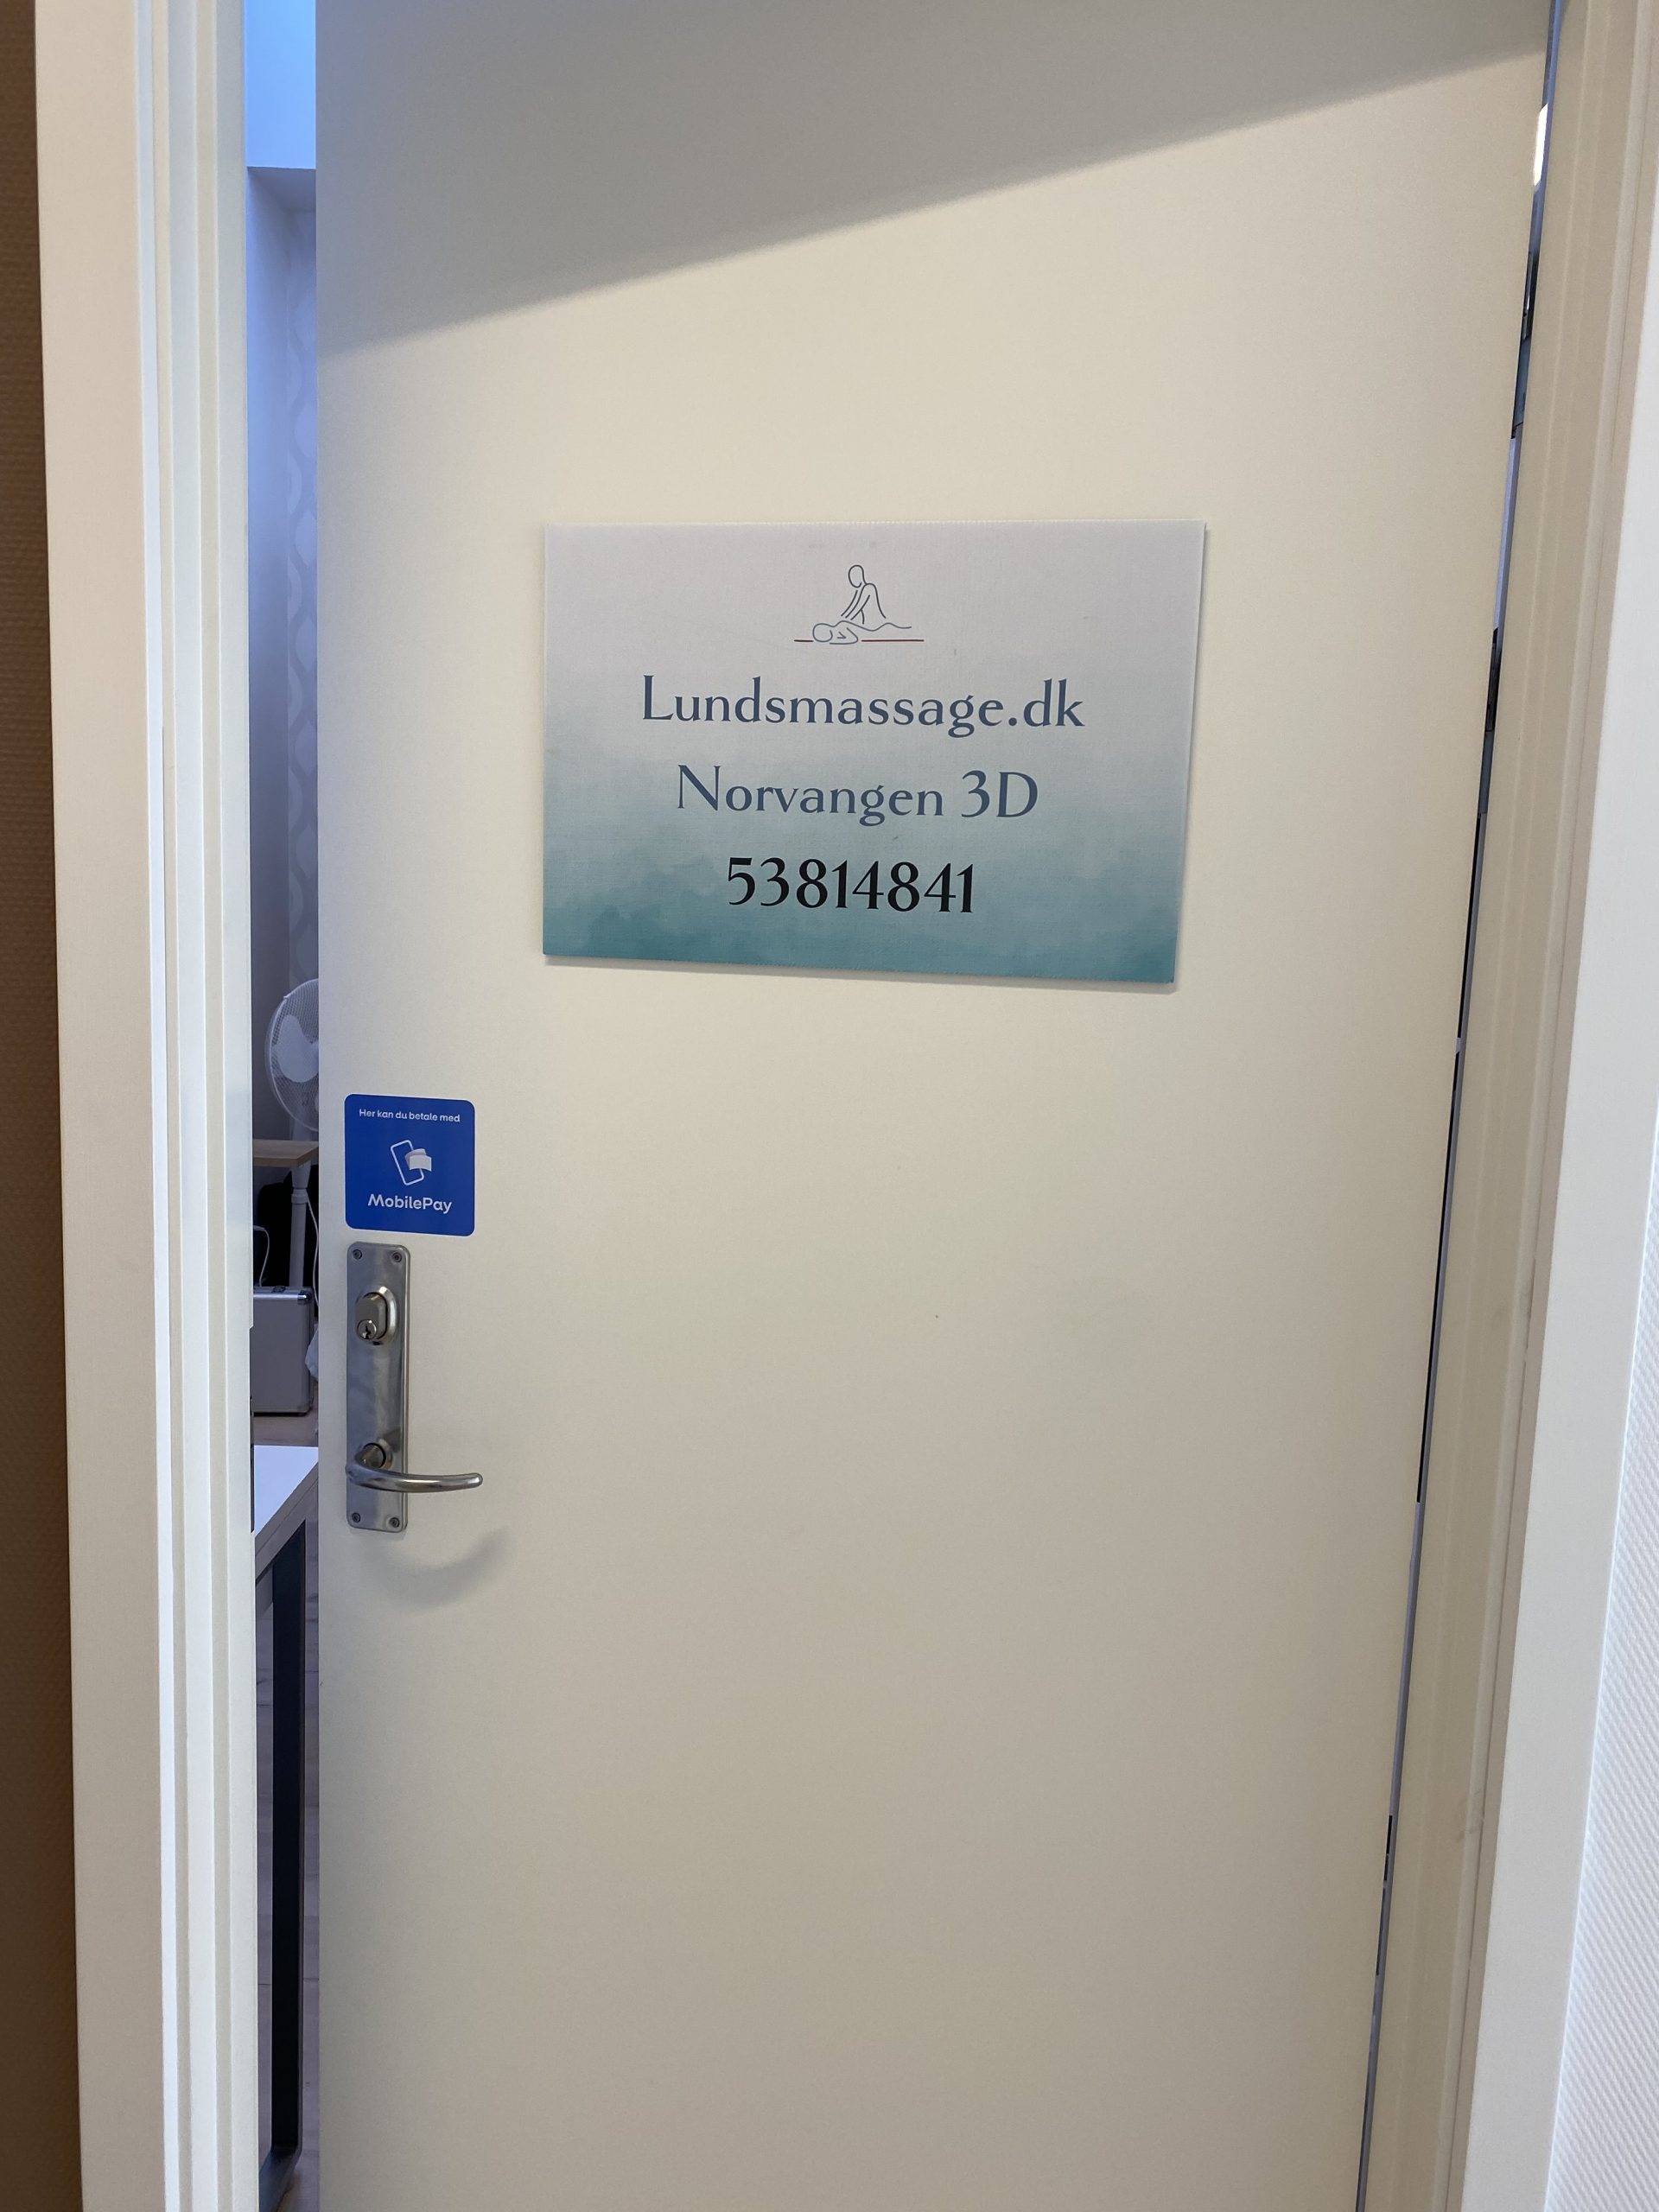 Lundsmassage.dk
Norvangen 3D
53814841
Her kan du betale med
MobilePay